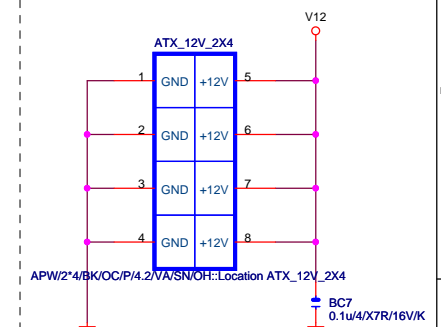 V12
ATX_12V_2X4
1 GND +12V 5
2 GND +12V 6
3 GND +12V 7
4 GND +12V 8
APW/2*4/BK/OC/P/4.2/VA/SN/OH::Location ATX_12V_2X4
BC7
0.1u/4/X7R/16V/K